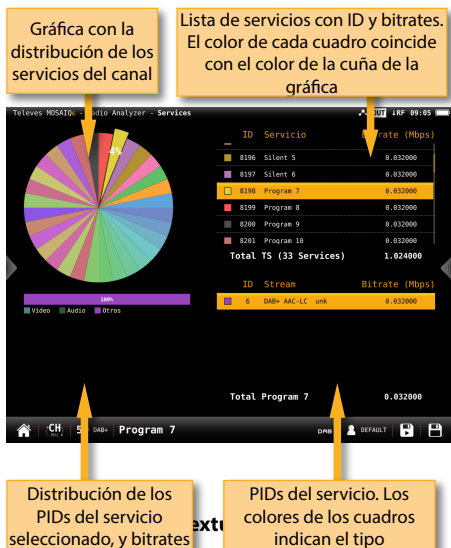 Gráfica con la
distribución de los
servicios del canal
Lista de servicios con ID y bitrates.
El color de cada cuadro coincide
con el color de la cuña de la
gráfica
Televes MOSAIQ6 - Radio Analyzer - Services
OUT ↓RF 09:05
4%
ID Servicio Bitrate (Mbps)
8196 Silent 5 0.032000
8197 Silent 6 0.032000
8198 Program 7 0.032000
8199 Program 8 0.032000
8200 Program 9 0.032000
8201 Program 10 0.032000
Total TS (33 Services) 1.024000
100%
Video Audio Otros
ID Stream Bitrate (Mbps)
6 DAB+ AAC-LC unk 0.032000
Total Program 7 0.032000
CH DAB+ Program 7 DAB DEFAULT
Distribución de los
PIDs del servicio
seleccionado, y bitrates
PIDs del servicio. Los
colores de los cuadros
indican el tipo